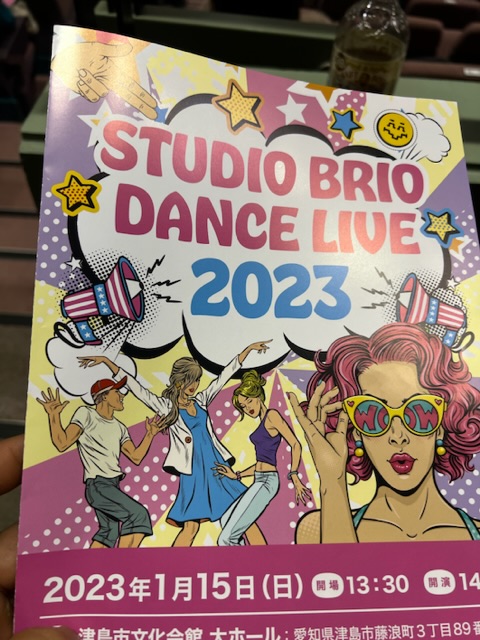 STUDIO BRIO
DANCE LIVE
2023
WOW
2023年1月15日(日) 開場 13:30 開演 14
津島市文化会館 大ホール:愛知県津島市藤浪町3丁目89番